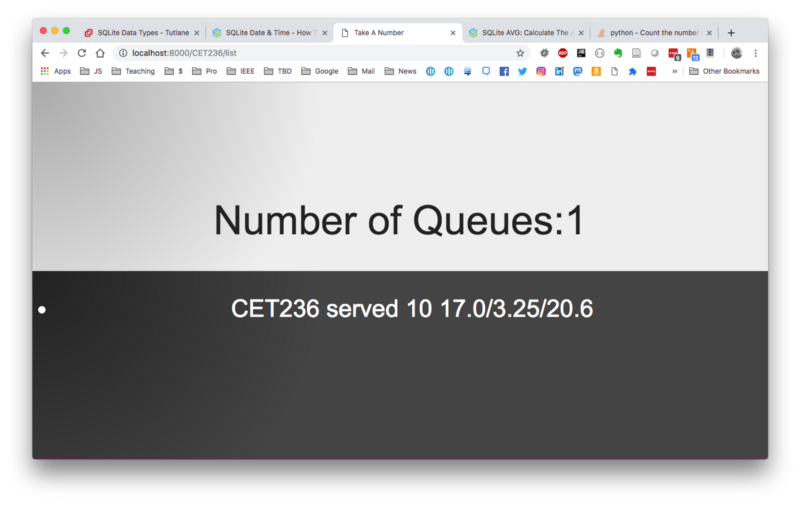 SQLite Data Types - Tutlane
SQLite Date & Time - How T
Take A Number
SQLite AVG: Calculate The A
python - Count the number
localhost:8000/CET236/list
Apps JS Teaching $ Pro IEEE TBD Google Mail News » Other Bookmarks
Number of Queues:1
CET236 served 10 17.0/3.25/20.6